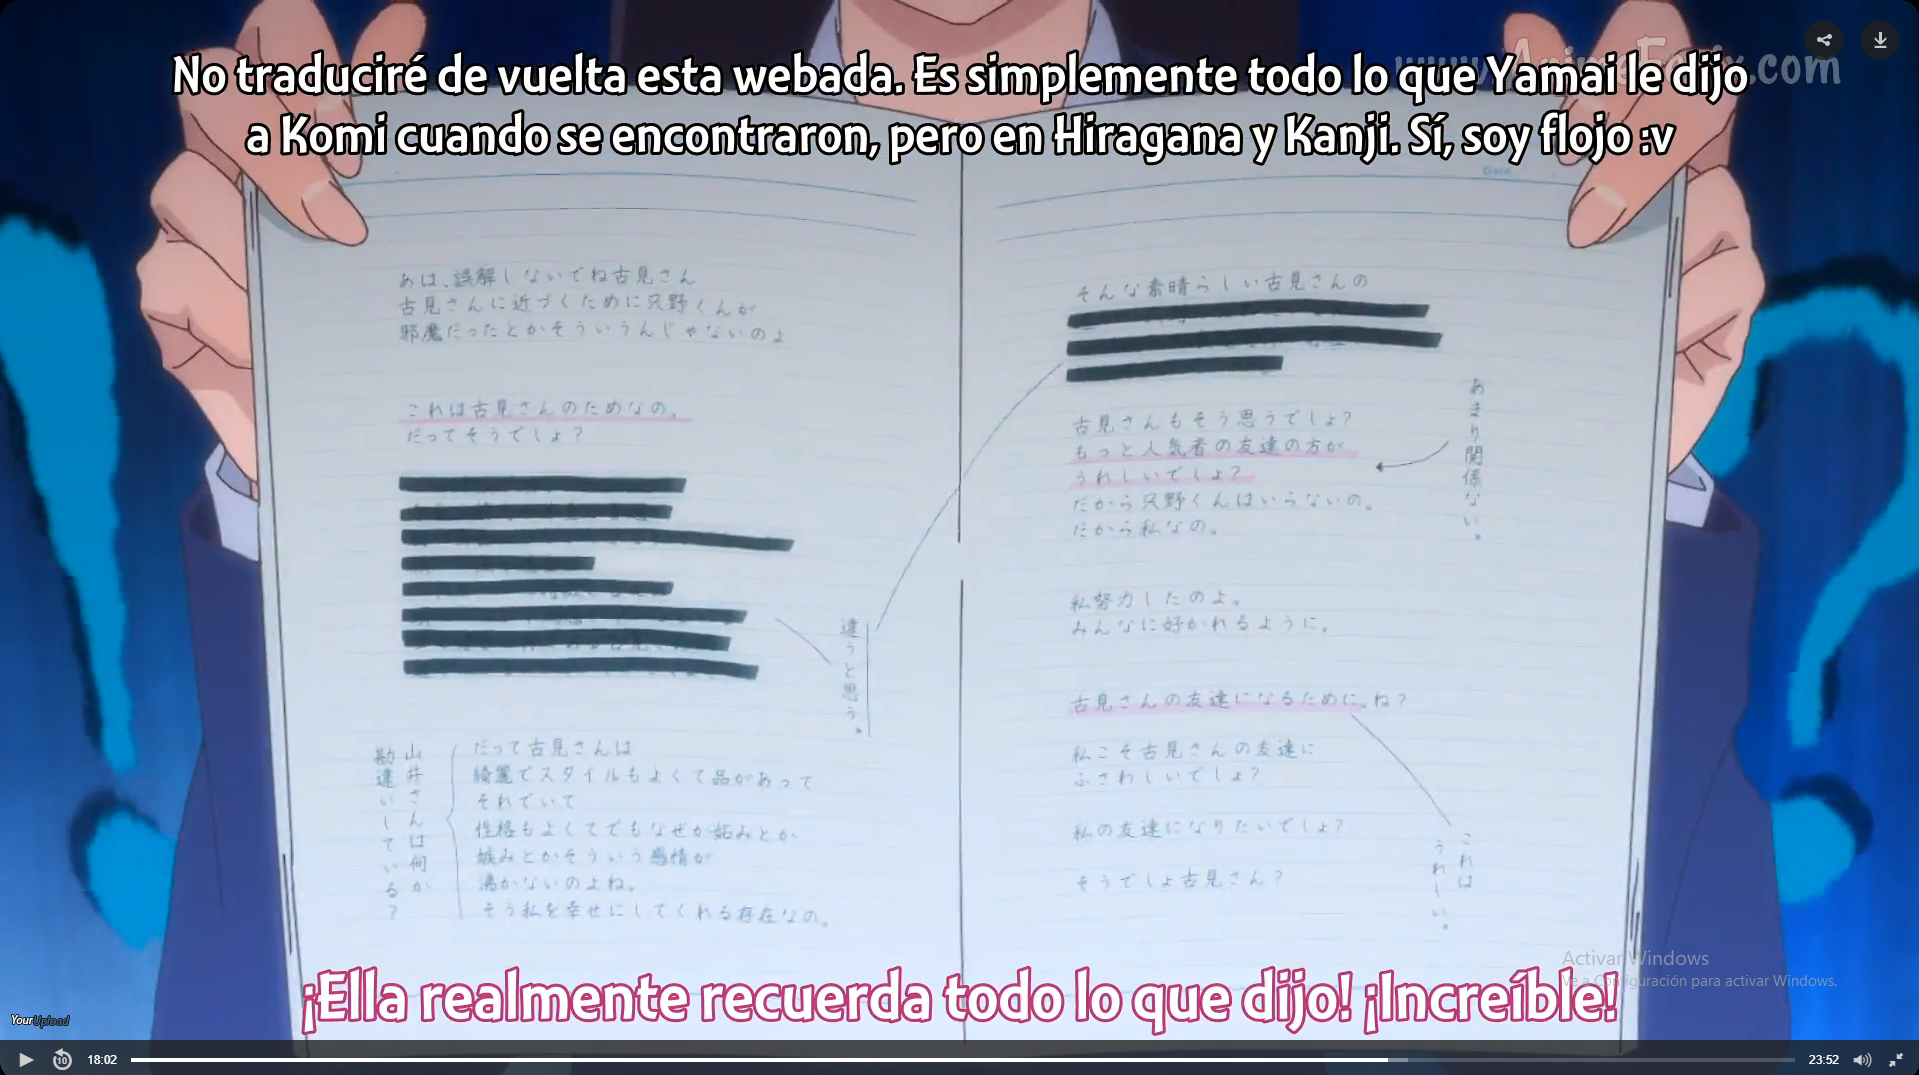 www.AnimeFenix.com
No traduciré de vuelta esta webada. Es simplemente todo lo que Yamai le dijo
a Komi cuando se encontraron, pero en Hiragana y Kanji. Sí, soy flojo :v
あは、誤解しないでね古見さん
古見さんに近づくために只野くんが
邪魔だったとかそういうんじゃないのよ
これは古見さんのためなの。
だってそうでしょ？
違うと思う。
だって古見さんは
綺麗でスタイルもよくて品があって
それでいて
性格もよくてでもなぜか妬みとか
嫉みとかそういう感情が
湧かないのよね。
そう私を幸せにしてくれる存在なの。
山井さんは何か
勘違いしている？
Date
そんな素晴らしい古見さんの
古見さんもそう思うでしょ？
もっと人気者の友達の方が
うれしいでしょ？
だから只野くんはいらないの。
だから私なの。
あまり関係ない。
私努力したのよ。
みんなに好かれるように。
古見さんの友達になるために。ね？
私こそ古見さんの友達に
ふさわしいでしょ？
私の友達になりたいでしょ？
そうでしょ古見さん？
これは
うれしい。
Activar Windows
Ve a Configuración para activar Windows.
¡Ella realmente recuerda todo lo que dijo! ¡Increíble!
YourUpload
10
18:02
23:52